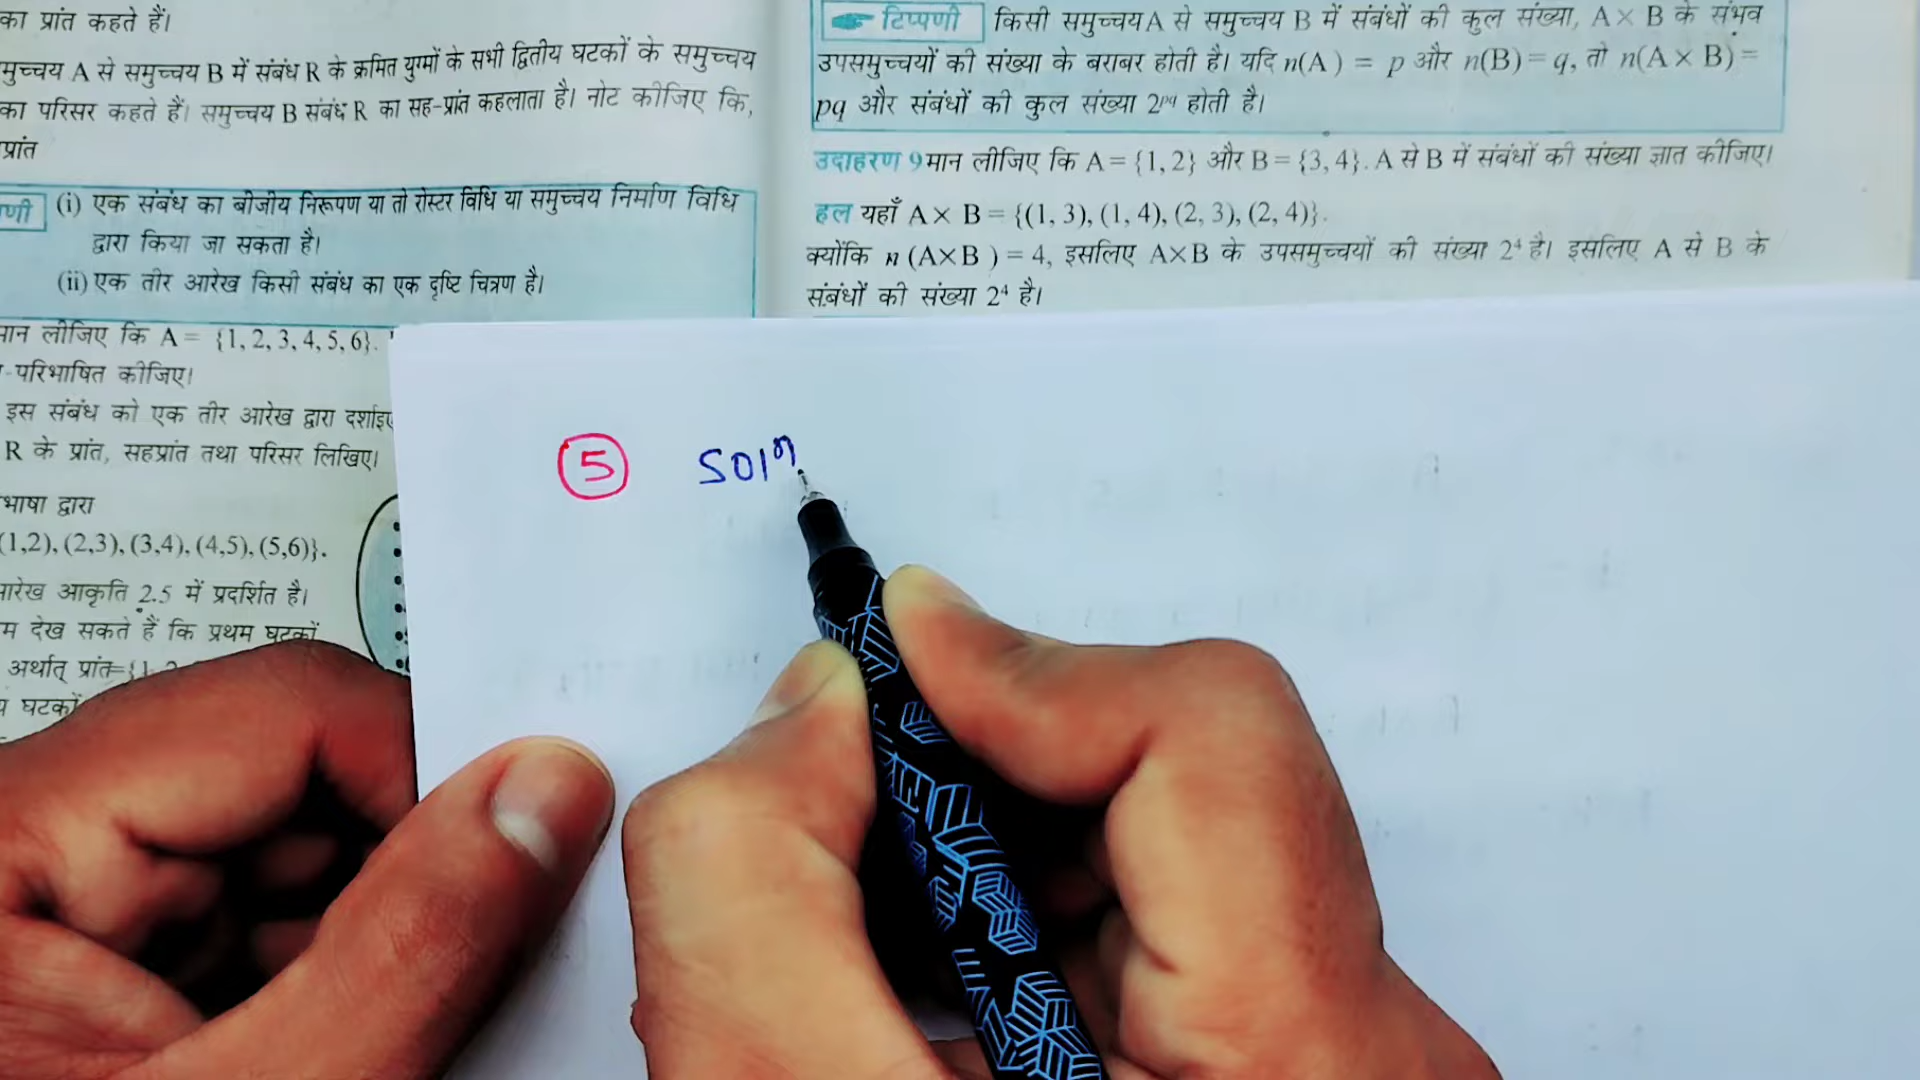 का प्रांत कहते हैं।
मुच्चय A से समुच्चय B में संबंध R के क्रमित युग्मों के सभी द्वितीय घटकों के समुच्चय
का परिसर कहते हैं। समुच्चय B संबंध R का सह-प्रांत कहलाता है। नोट कीजिए कि,
प्रांत
णी (i) एक संबंध का बीजीय निरूपण या तो रोस्टर विधि या समुच्चय निर्माण विधि
द्वारा किया जा सकता है।
(ii) एक तीर आरेख किसी संबंध का एक दृष्टि चित्रण है।
मान लीजिए कि A = {1, 2, 3, 4, 5, 6}.
परिभाषित कीजिए।
इस संबंध को एक तीर आरेख द्वारा दर्शाइए
R के प्रांत, सहप्रांत तथा परिसर लिखिए।
भाषा द्वारा
(1,2), (2,3), (3,4), (4,5), (5,6)}.
आरेख आकृति 2.5 में प्रदर्शित है।
म देख सकते हैं कि प्रथम घटकों
अर्थात् प्रांत={1, 2
घटकों
टिप्पणी किसी समुच्चय A से समुच्चय B में संबंधों की कुल संख्या, A × B के संभव
उपसमुच्चयों की संख्या के बराबर होती है। यदि n(A) = p और n(B) = q, तो n(A × B) =
pq और संबंधों की कुल संख्या 2^{pq} होती है।
उदाहरण 9 मान लीजिए कि A = {1, 2} और B = {3, 4}. A से B में संबंधों की संख्या ज्ञात कीजिए।
हल यहाँ A × B = {(1, 3), (1, 4), (2, 3), (2, 4)}.
क्योंकि n (A×B ) = 4, इसलिए A×B के उपसमुच्चयों की संख्या 2⁴ है। इसलिए A से B के
संबंधों की संख्या 2⁴ है।
5 Solⁿ